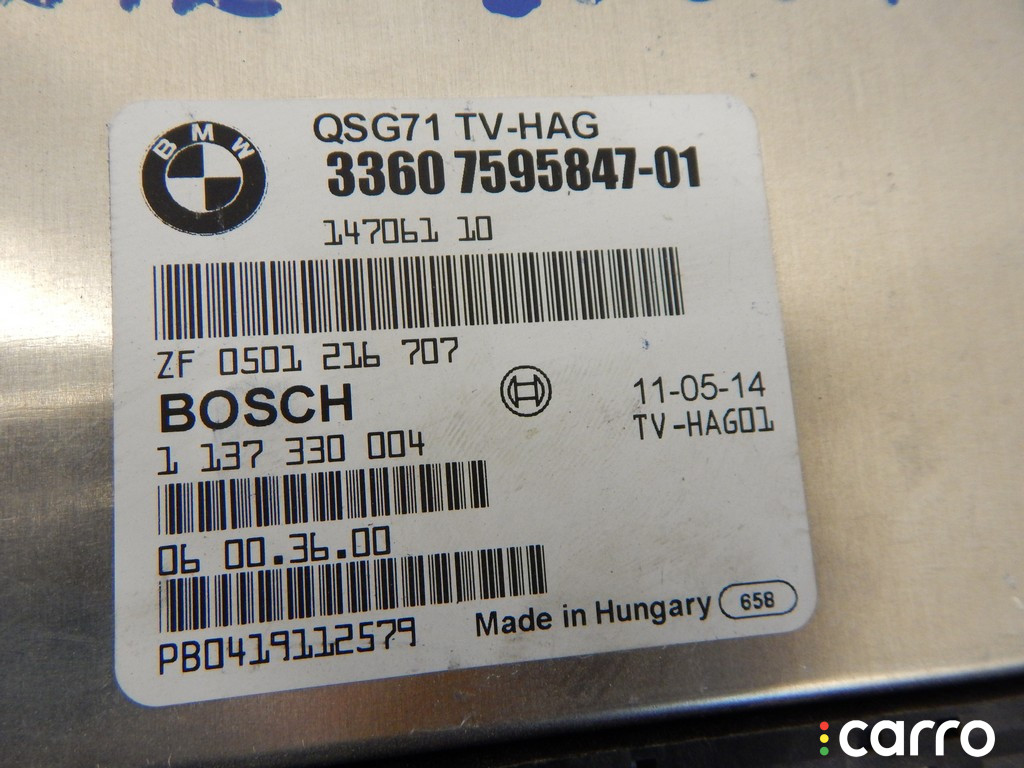 BMW
QSG71 TV-HAG
3360 7595847-01
147061 10
ZF 0501 216 707
BOSCH
11-05-14
TV-HAG01
1 137 330 004
06 00.36.00
PB0419112579
Made in Hungary 658
carro